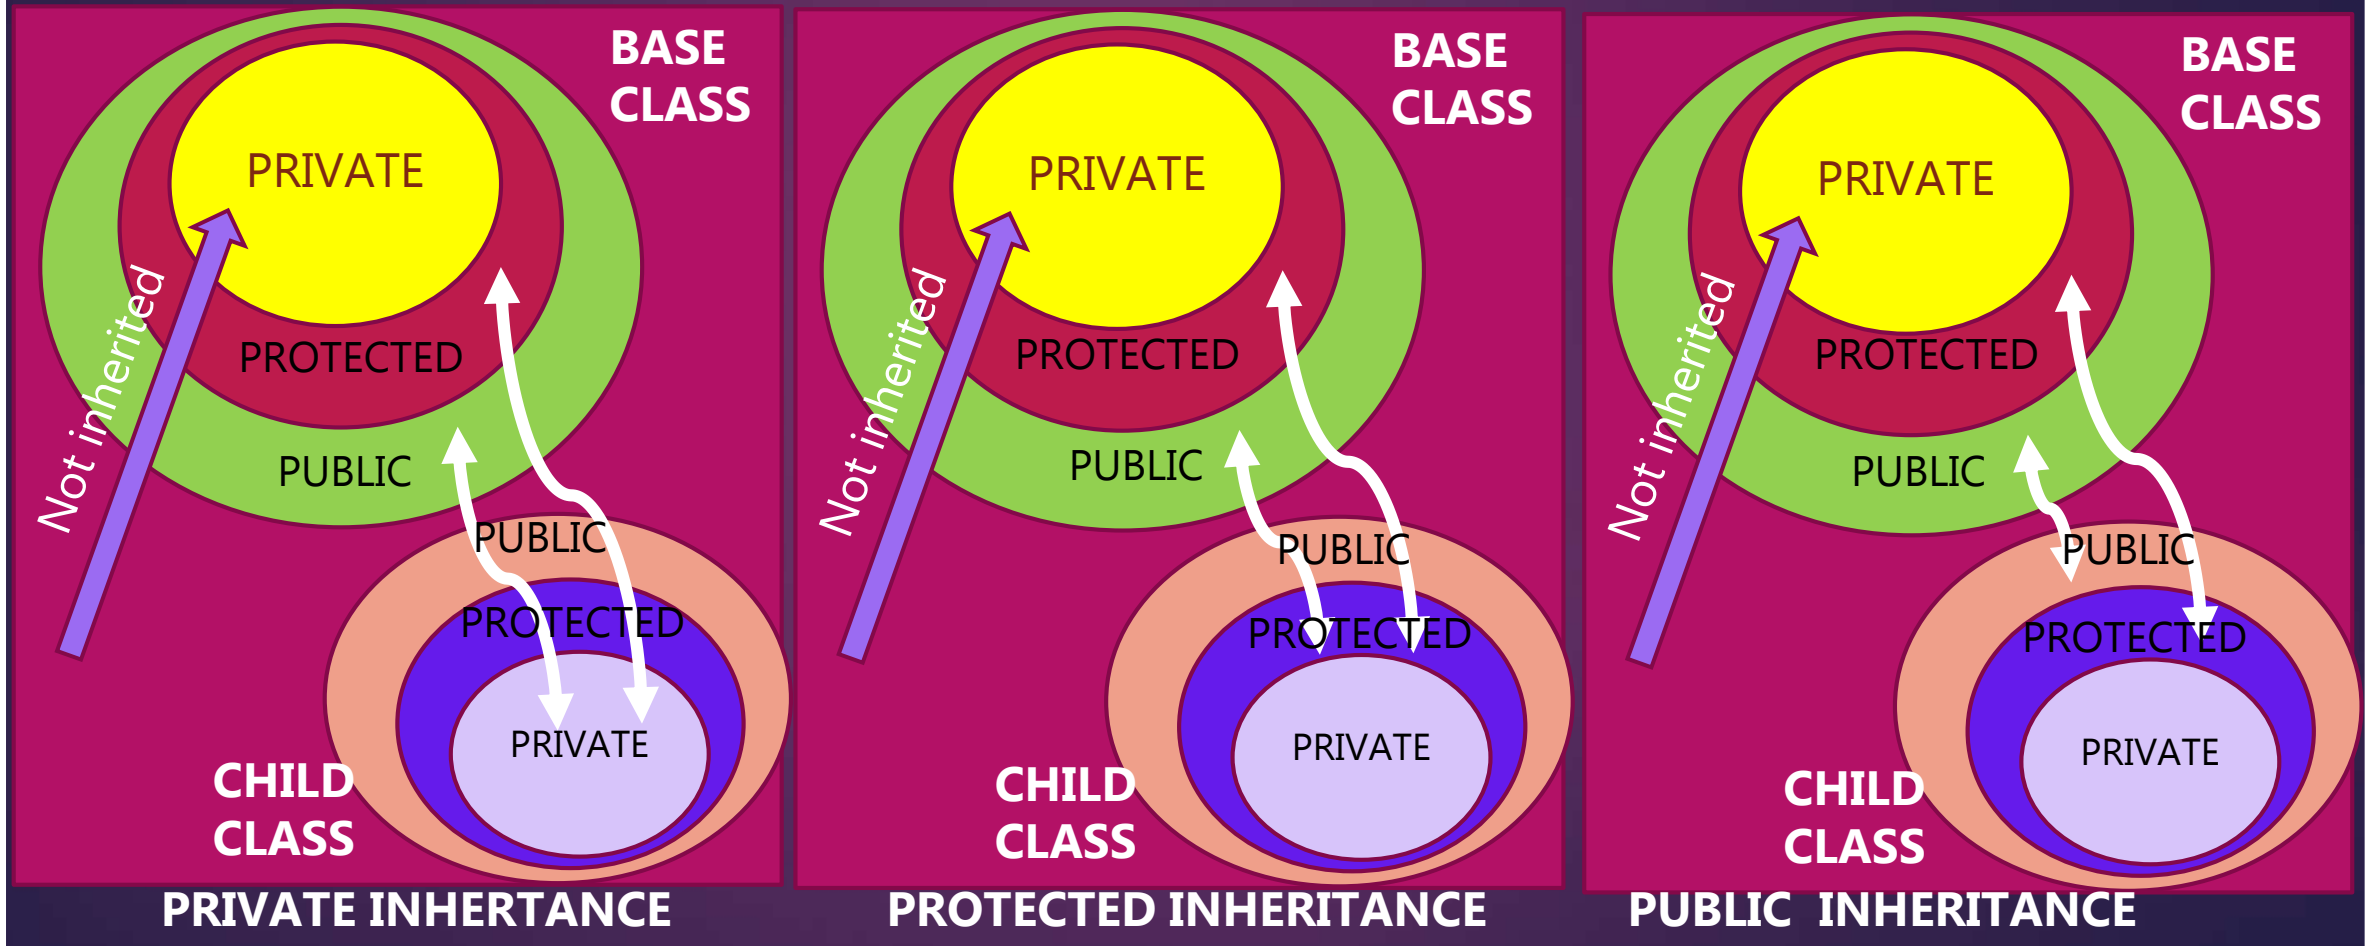 BASE
CLASS
PRIVATE
Not inherited
PROTECTED
PUBLIC
PUBLIC
PROTECTED
PRIVATE
CHILD
CLASS
PRIVATE INHERTANCE
BASE
CLASS
PRIVATE
Not inherited
PROTECTED
PUBLIC
PUBLIC
PROTECTED
PRIVATE
CHILD
CLASS
PROTECTED INHERITANCE
BASE
CLASS
PRIVATE
Not inherited
PROTECTED
PUBLIC
PUBLIC
PROTECTED
PRIVATE
CHILD
CLASS
PUBLIC INHERITANCE